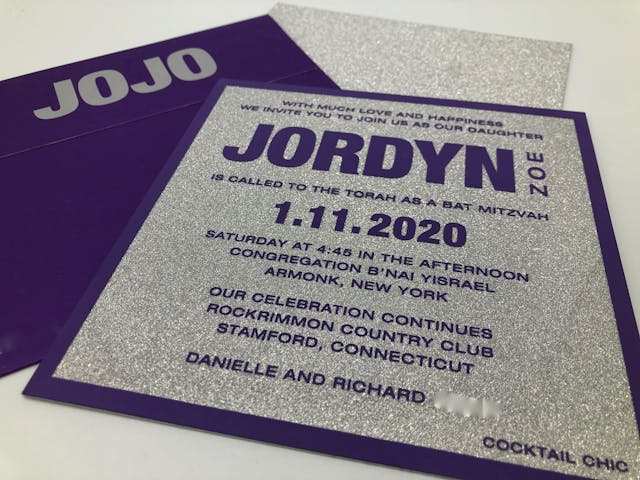 JOJO
WITH MUCH LOVE AND HAPPINESS
WE INVITE YOU TO JOIN US AS OUR DAUGHTER
JORDYN
ZOE
IS CALLED TO THE TORAH AS A BAT MITZVAH
1.11.2020
SATURDAY AT 4:45 IN THE AFTERNOON
CONGREGATION B'NAI YISRAEL
ARMONK, NEW YORK
OUR CELEBRATION CONTINUES
ROCKRIMMON COUNTRY CLUB
STAMFORD, CONNECTICUT
DANIELLE AND RICHARD
COCKTAIL CHIC